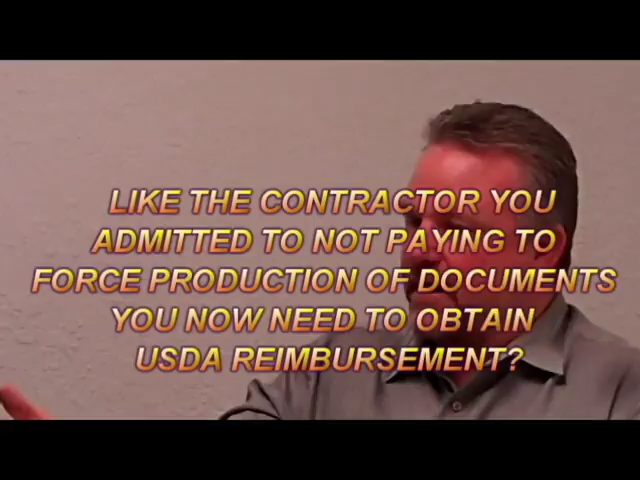 LIKE THE CONTRACTOR YOU
ADMITTED TO NOT PAYING TO
FORCE PRODUCTION OF DOCUMENTS
YOU NOW NEED TO OBTAIN
USDA REIMBURSEMENT?